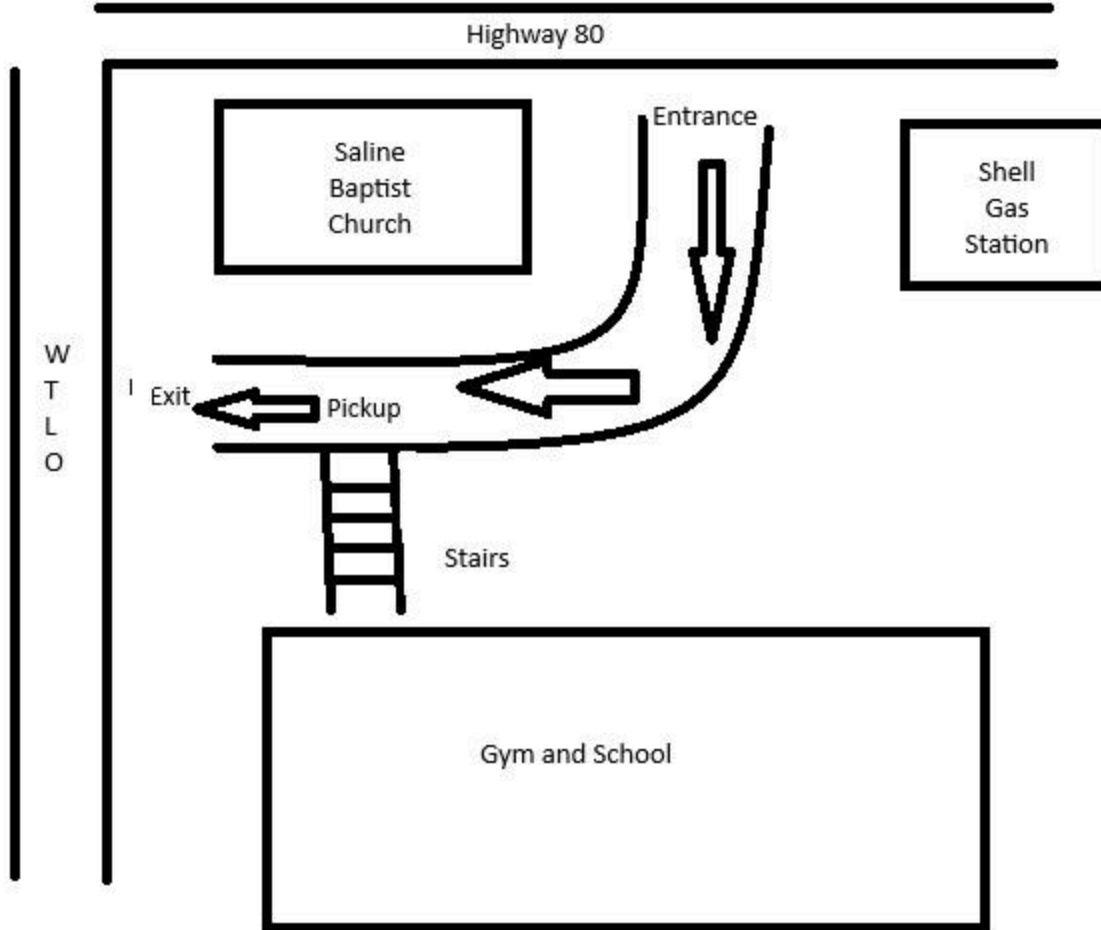 Highway 80
Entrance
Saline
Baptist
Church
Shell
Gas
Station
W
T
L
O
Exit
Pickup
Stairs
Gym and School